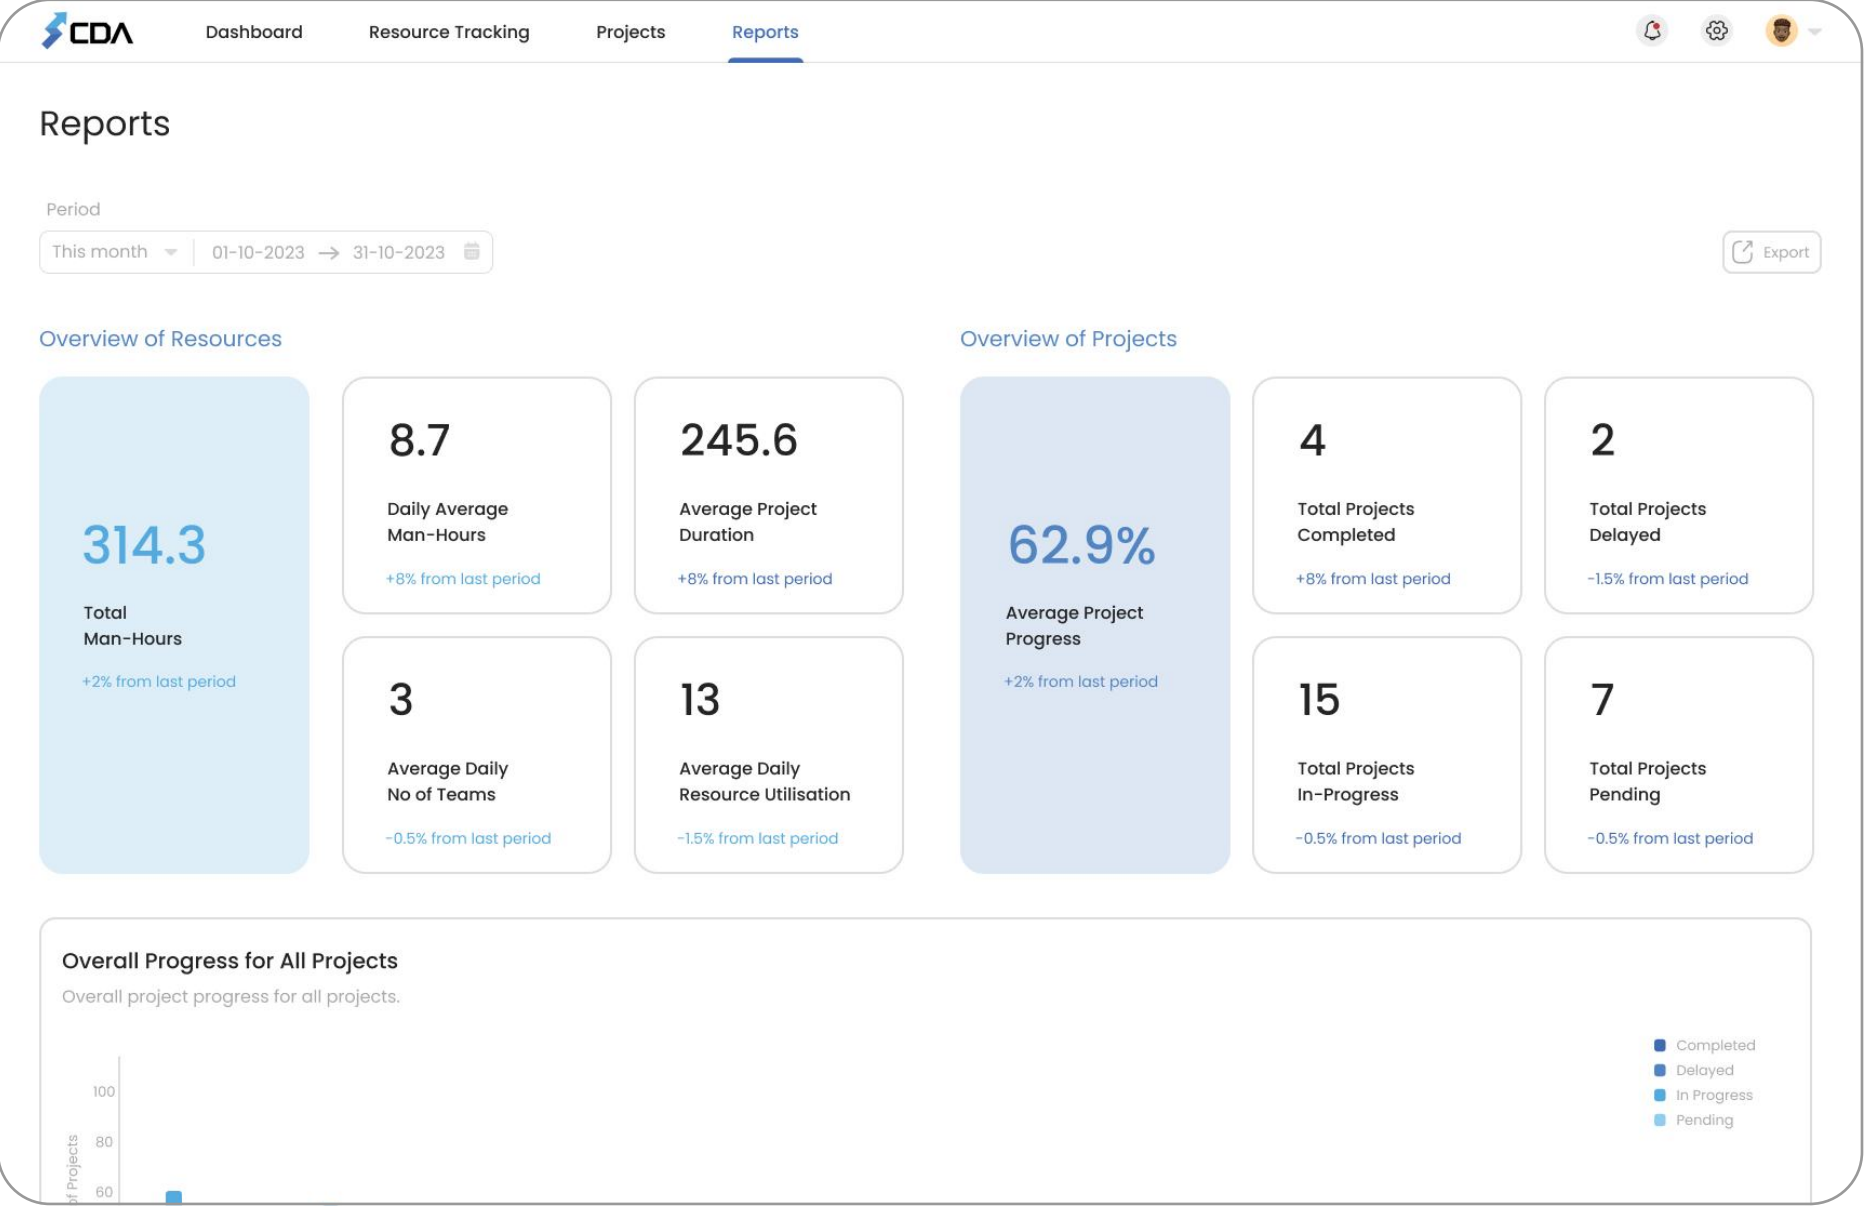 CDA
Dashboard
Resource Tracking
Projects
Reports
Reports
Period
This month
01-10-2023 → 31-10-2023
Export
Overview of Resources
314.3
Total
Man-Hours
+2% from last period
8.7
Daily Average
Man-Hours
+8% from last period
245.6
Average Project
Duration
+8% from last period
3
Average Daily
No of Teams
-0.5% from last period
13
Average Daily
Resource Utilisation
-1.5% from last period
Overview of Projects
62.9%
Average Project
Progress
+2% from last period
4
Total Projects
Completed
+8% from last period
2
Total Projects
Delayed
-1.5% from last period
15
Total Projects
In-Progress
-0.5% from last period
7
Total Projects
Pending
-0.5% from last period
Overall Progress for All Projects
Overall project progress for all projects.
Completed
Delayed
In Progress
Pending
100
80
60
of Projects